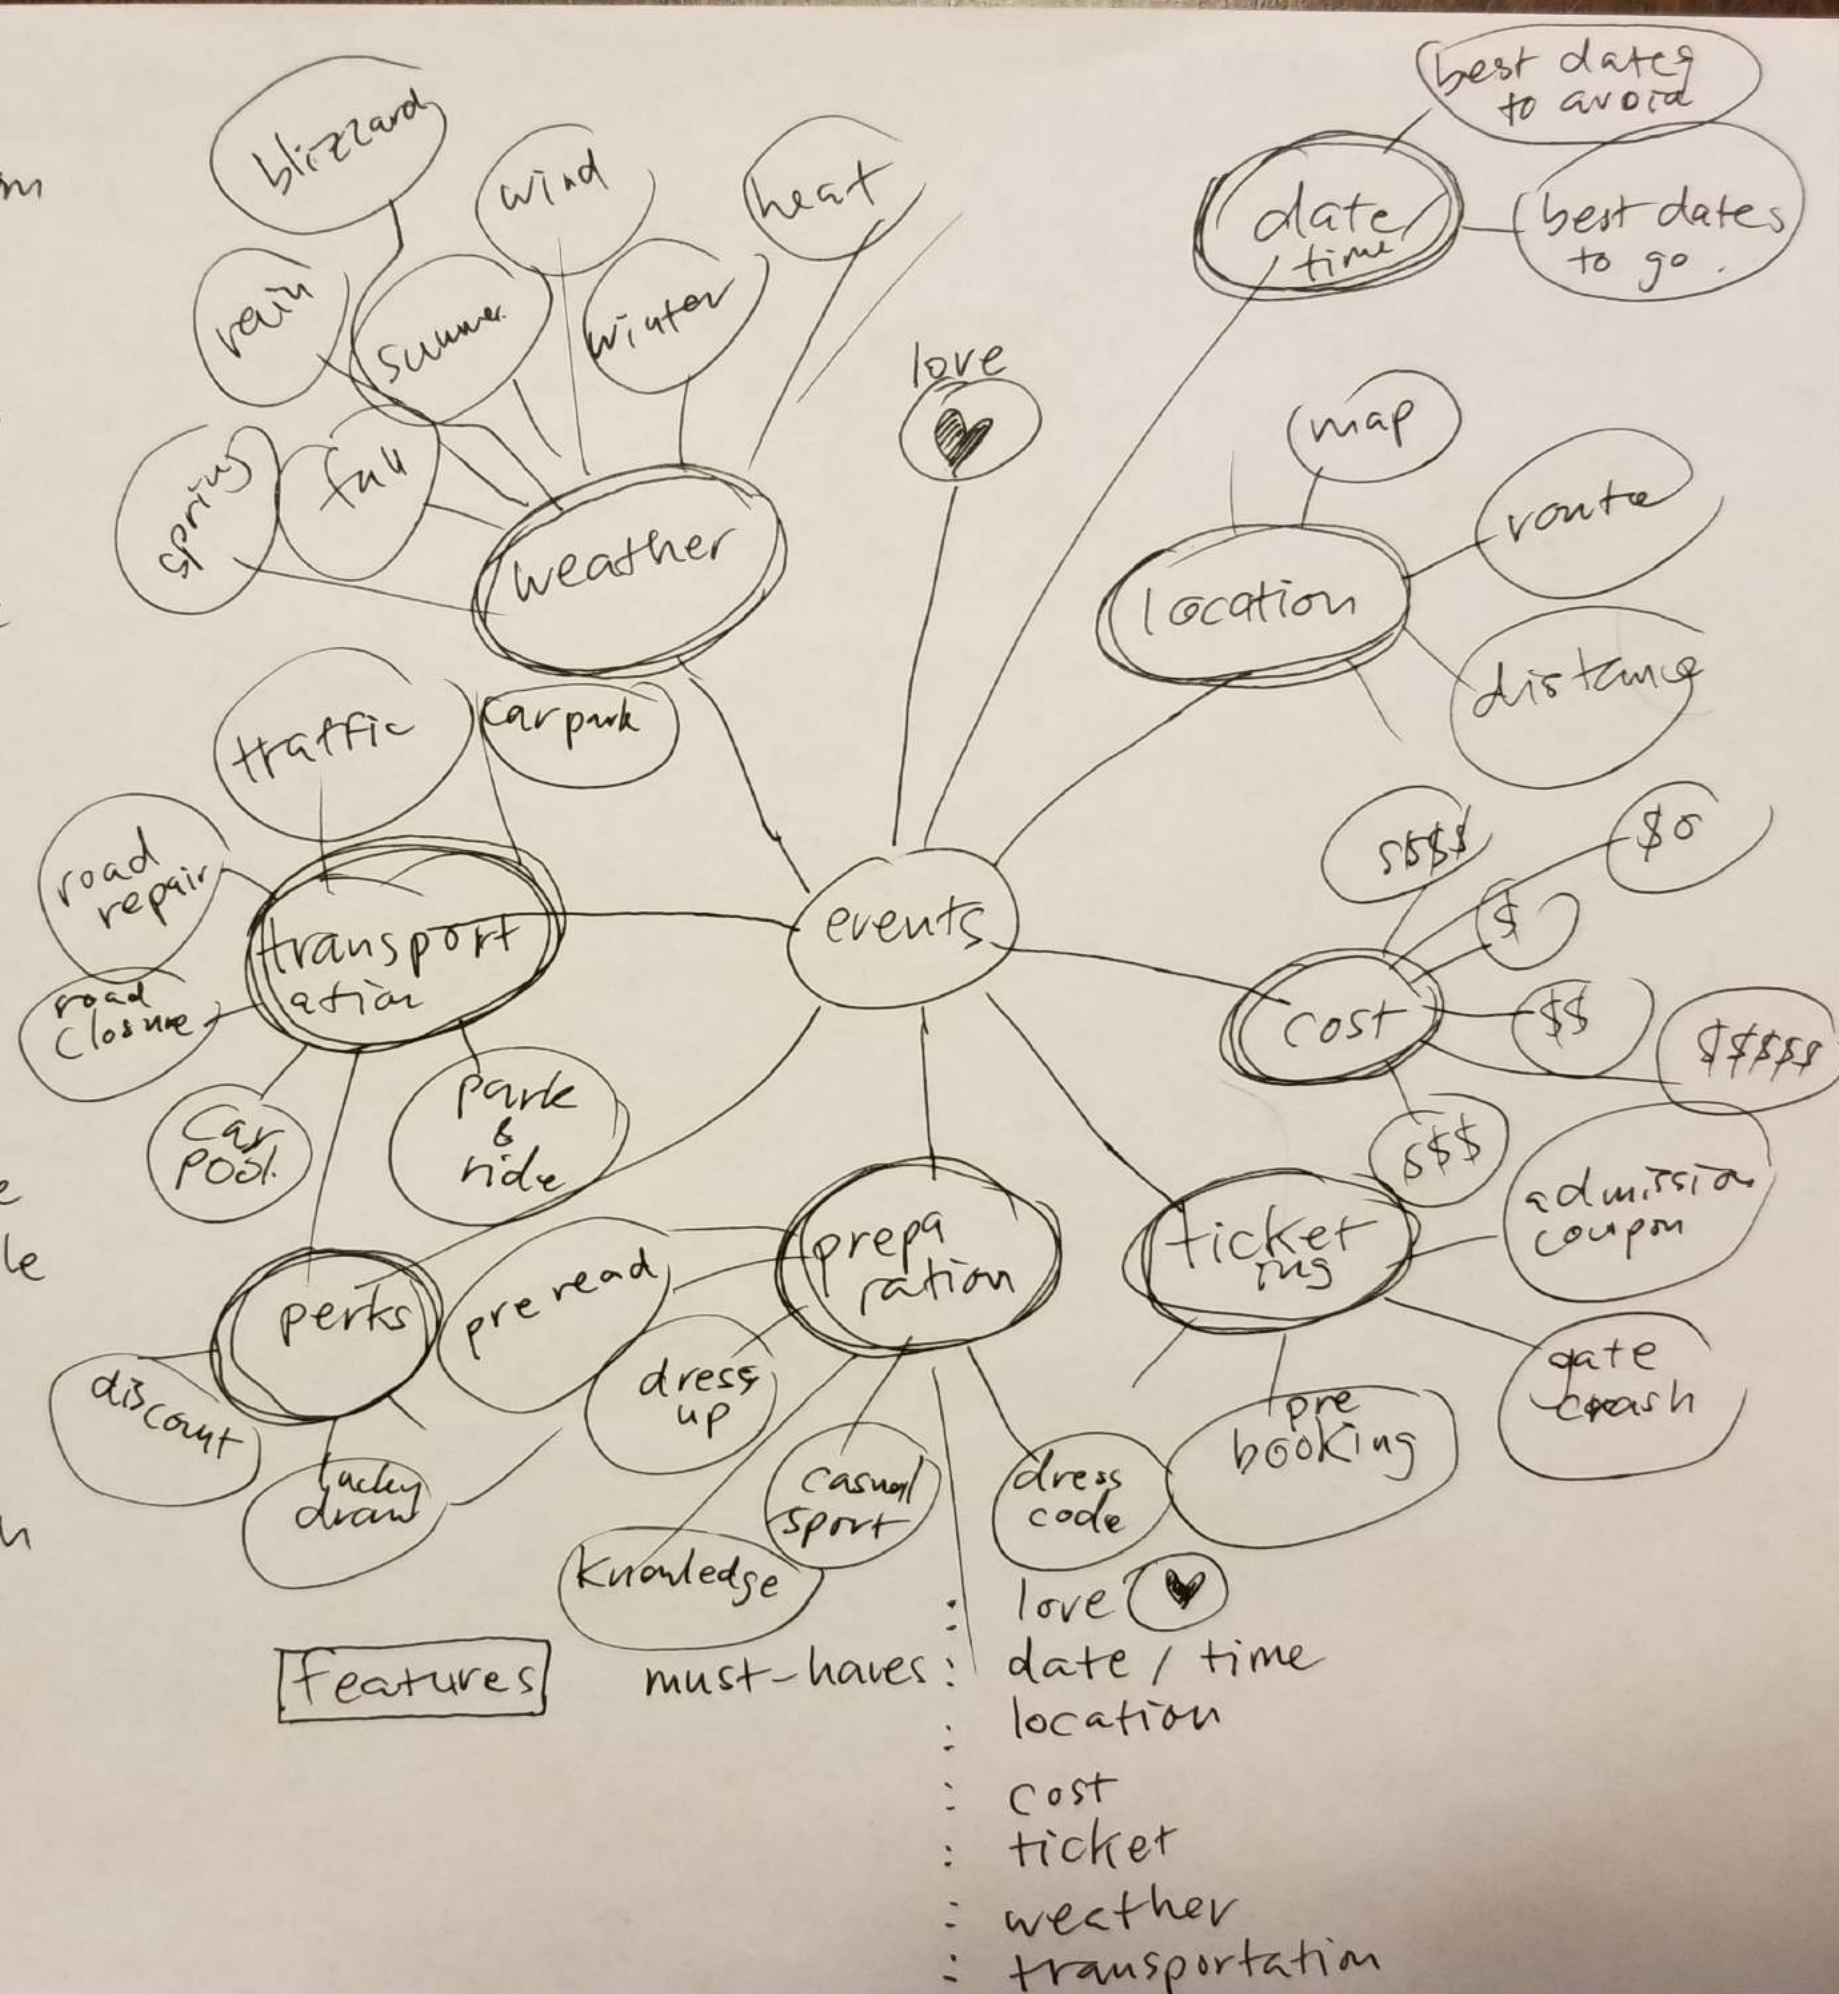 best dates
to avoid
blizzard
wind
heat
date/
time
best dates
to go.
rain
summer
winter
love
map
spring
fall
route
weather
location
distance
traffic
carpark
$$$$
$0
road
repair
$
events
transport
ation
road
closure
cost
$$
$$$$$
park
&
ride
car
pool.
$$$
admission
coupon
prepa
ration
ticket
ing
perks
pre read
discount
dress
up
gate
crash
pre
booking
lucky
draw
casual
sport
dress
code
knowledge
: love
features
must-haves: date / time
: location
: cost
: ticket
: weather
: transportation
le